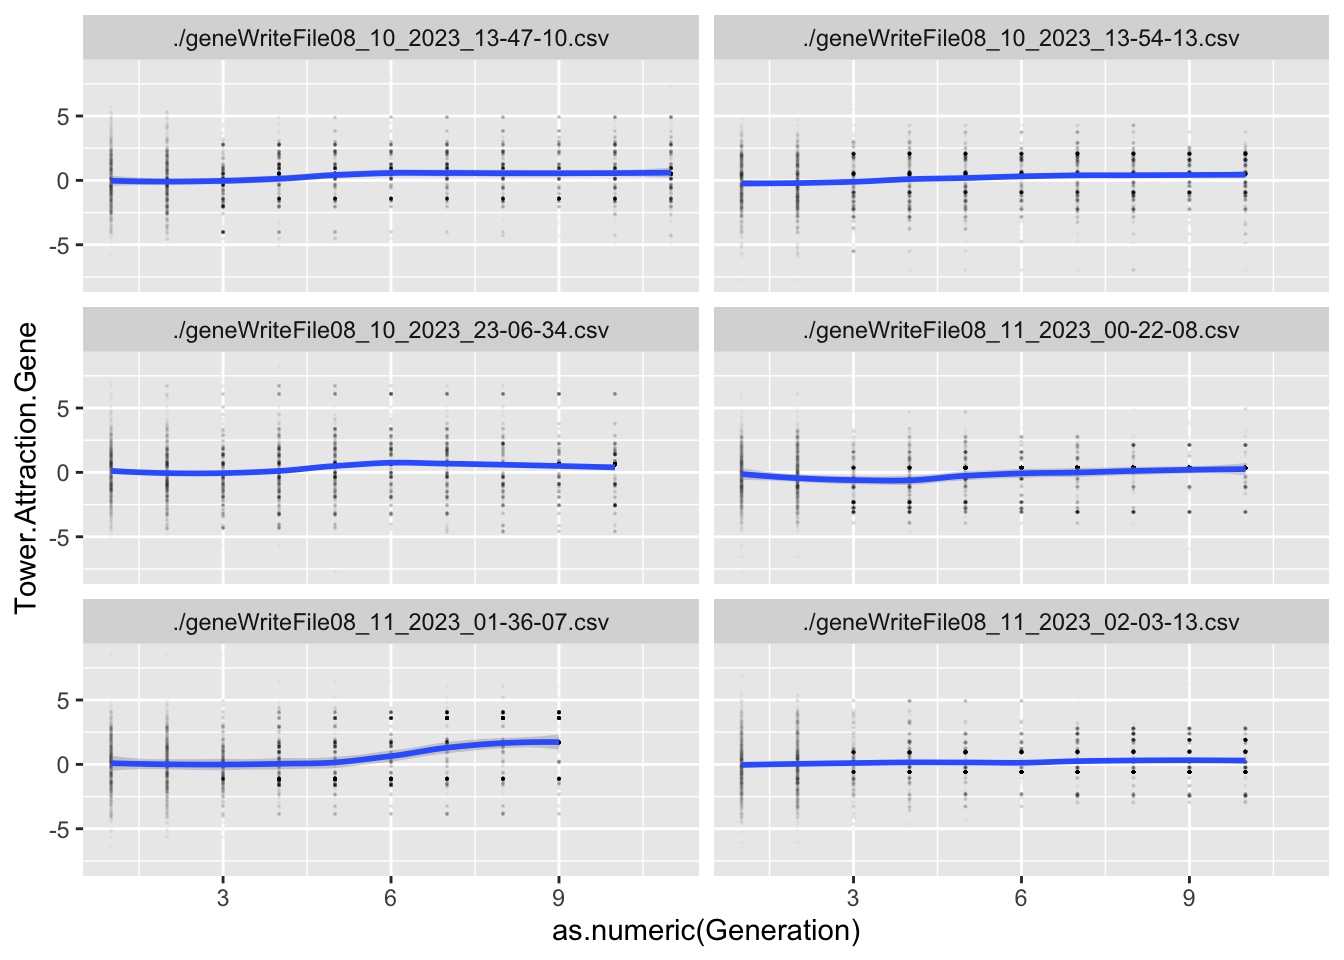 ./geneWriteFile08_10_2023_13-47-10.csv
./geneWriteFile08_10_2023_13-54-13.csv
5
0
-5
./geneWriteFile08_10_2023_23-06-34.csv
./geneWriteFile08_11_2023_00-22-08.csv
5
0
-5
Tower.Attraction.Gene
./geneWriteFile08_11_2023_01-36-07.csv
./geneWriteFile08_11_2023_02-03-13.csv
5
0
-5
3 6 9 3 6 9
as.numeric(Generation)